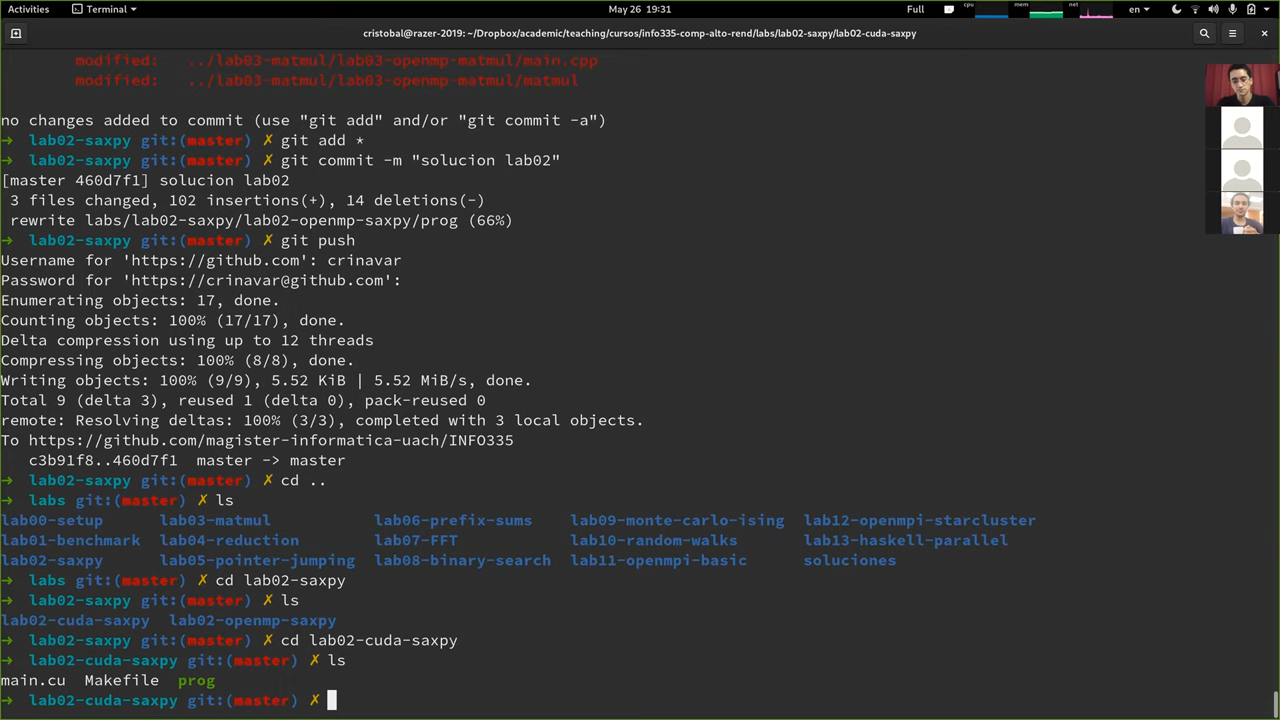 Activities Terminal May 26 19:31 Full cpu mem net en
cristobal@razer-2019: ~/Dropbox/academic/teaching/cursos/info335-comp-alto-rend/labs/lab02-saxpy/lab02-cuda-saxpy
modified: ../lab03-matmul/lab03-openmp-matmul/main.cpp
modified: ../lab03-matmul/lab03-openmp-matmul/matmul
no changes added to commit (use "git add" and/or "git commit -a")
→ lab02-saxpy git:(master) ✗ git add *
→ lab02-saxpy git:(master) ✗ git commit -m "solucion lab02"
[master 460d7f1] solucion lab02
3 files changed, 102 insertions(+), 14 deletions(-)
rewrite labs/lab02-saxpy/lab02-openmp-saxpy/prog (66%)
→ lab02-saxpy git:(master) ✗ git push
Username for 'https://github.com': crinavar
Password for 'https://crinavar@github.com':
Enumerating objects: 17, done.
Counting objects: 100% (17/17), done.
Delta compression using up to 12 threads
Compressing objects: 100% (8/8), done.
Writing objects: 100% (9/9), 5.52 KiB | 5.52 MiB/s, done.
Total 9 (delta 3), reused 1 (delta 0), pack-reused 0
remote: Resolving deltas: 100% (3/3), completed with 3 local objects.
To https://github.com/magister-informatica-uach/INFO335
c3b91f8..460d7f1 master -> master
→ lab02-saxpy git:(master) ✗ cd ..
→ labs git:(master) ✗ ls
lab00-setup lab03-matmul lab06-prefix-sums lab09-monte-carlo-ising lab12-openmpi-starcluster
lab01-benchmark lab04-reduction lab07-FFT lab10-random-walks lab13-haskell-parallel
lab02-saxpy lab05-pointer-jumping lab08-binary-search lab11-openmpi-basic soluciones
→ labs git:(master) ✗ cd lab02-saxpy
→ lab02-saxpy git:(master) ✗ ls
lab02-cuda-saxpy lab02-openmp-saxpy
→ lab02-saxpy git:(master) ✗ cd lab02-cuda-saxpy
→ lab02-cuda-saxpy git:(master) ✗ ls
main.cu Makefile prog
→ lab02-cuda-saxpy git:(master) ✗